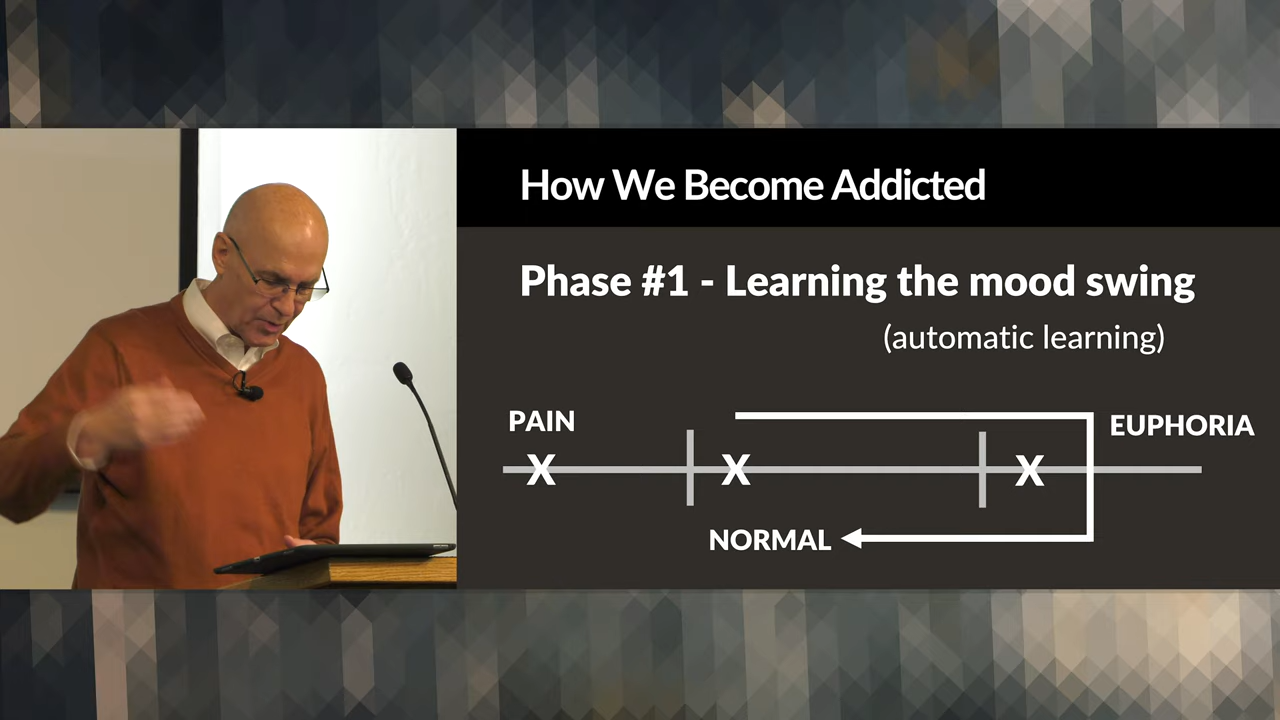 How We Become Addicted
Phase #1 - Learning the mood swing
(automatic learning)
PAIN
EUPHORIA
X X X
NORMAL